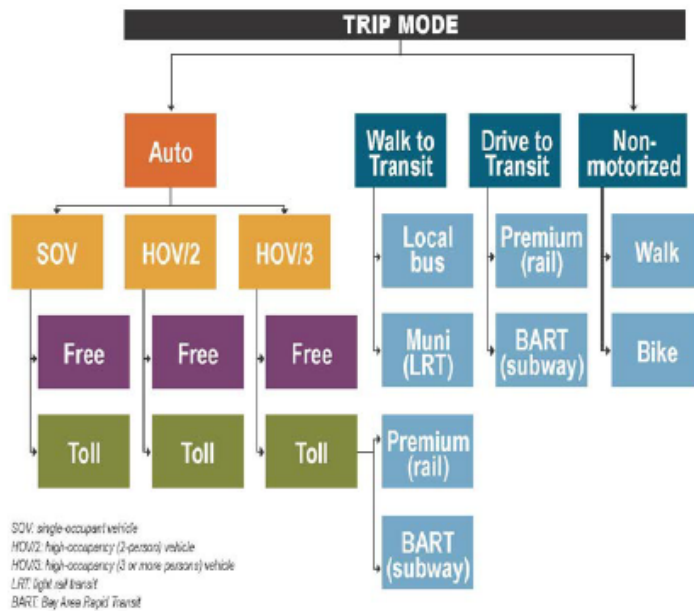 TRIP MODE
Auto
Walk to
Transit
Drive to
Transit
Non-
motorized
SOV
HOV/2
HOV/3
Local
bus
Premium
(rail)
Walk
Free
Free
Free
Muni
(LRT)
BART
(subway)
Bike
Toll
Toll
Toll
Premium
(rail)
BART
(subway)
SOV: single-occupant vehicle
HOV/2: high-occupancy (2-person) vehicle
HOV/3: high-occupancy (3 or more persons) vehicle
LRT: light rail transit
BART: Bay Area Rapid Transit